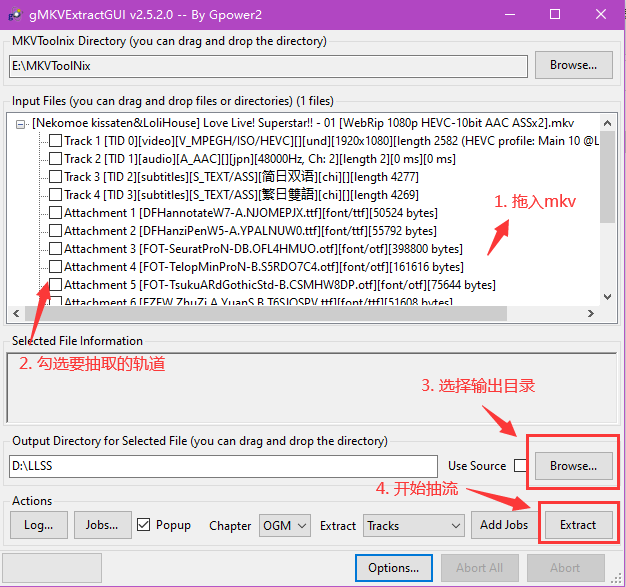 gMKVExtractGUI v2.5.2.0 -- By Gpower2
MKVToolnix Directory (you can drag and drop the directory)
E:\MKVToolNix
Browse...
Input Files (you can drag and drop files or directories) (1 files)
[Nekomoe kissaten&LoliHouse] Love Live! Superstar!! - 01 [WebRip 1080p HEVC-10bit AAC ASSx2].mkv
Track 1 [TID 0][video][V_MPEGH/ISO/HEVC][][und][1920x1080][length 2582 (HEVC profile: Main 10 @L
Track 2 [TID 1][audio][A_AAC][][jpn][48000Hz, Ch: 2][length 2][0 ms][0 ms]
Track 3 [TID 2][subtitles][S_TEXT/ASS][简日双语][chi][][length 4277]
Track 4 [TID 3][subtitles][S_TEXT/ASS][繁日雙語][chi][][length 4269]
1. 拖入mkv
Attachment 1 [DFHannotateW7-A.NJOMEPJX.ttf][font/ttf][50524 bytes]
Attachment 2 [DFHanziPenW5-A.YPALNUW0.ttf][font/ttf][55792 bytes]
Attachment 3 [FOT-SeuratProN-DB.OFL4HMUO.otf][font/otf][398800 bytes]
Attachment 4 [FOT-TelopMinProN-B.S5RDO7C4.otf][font/otf][161616 bytes]
Attachment 5 [FOT-TsukuARdGothicStd-B.CSMHW8DP.otf][font/otf][75644 bytes]
Attachment 6 [FZFW ZhuZi A YuanS B.T6SJOSPV.ttf][font/ttf][51608 bytes]
Selected File Information
2. 勾选要抽取的轨道
3. 选择输出目录
Output Directory for Selected File (you can drag and drop the directory)
D:\LLSS
Use Source
Browse...
4. 开始抽流
Actions
Log...
Jobs...
Popup
Chapter
OGM
Extract
Tracks
Add Jobs
Extract
Options...
Abort All
Abort